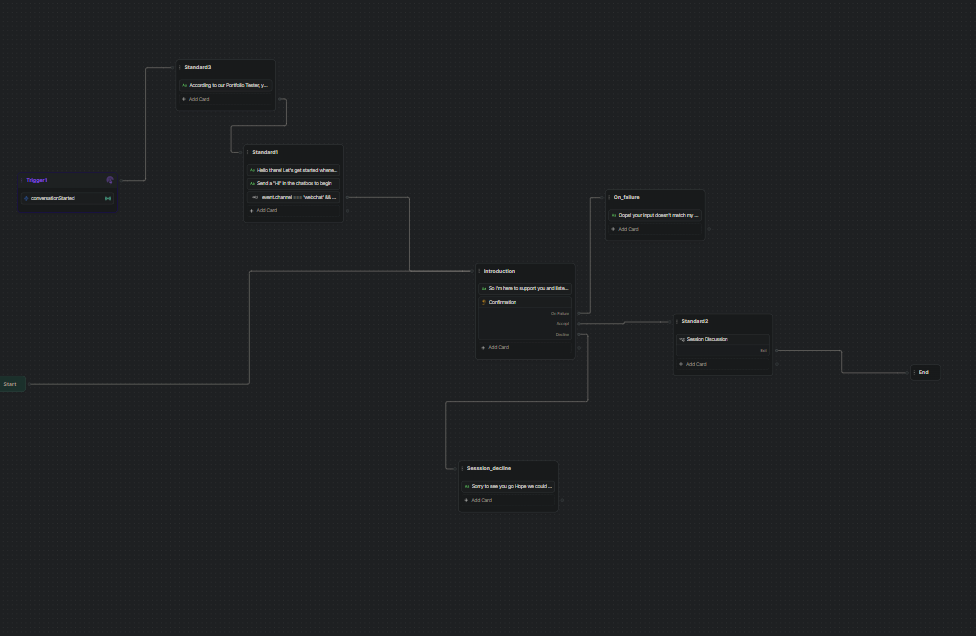 Standard3
According to our Portfolio Tester, y...
Add Card
Standard1
Hello there! Let's get started whene...
Send a "Hi" in the chatbox to begin
event.channel === 'webchat' && ...
Add Card
Trigger1
conversationStarted
On_failure
Oops! your input doesn't match my ...
Add Card
Introduction
So I'm here to support you and liste...
Confirmation
On Failure
Accept
Decline
Add Card
Standard2
Session Discussion
Exit
Add Card
End
Start
Session_decline
Sorry to see you go Hope we could ...
Add Card